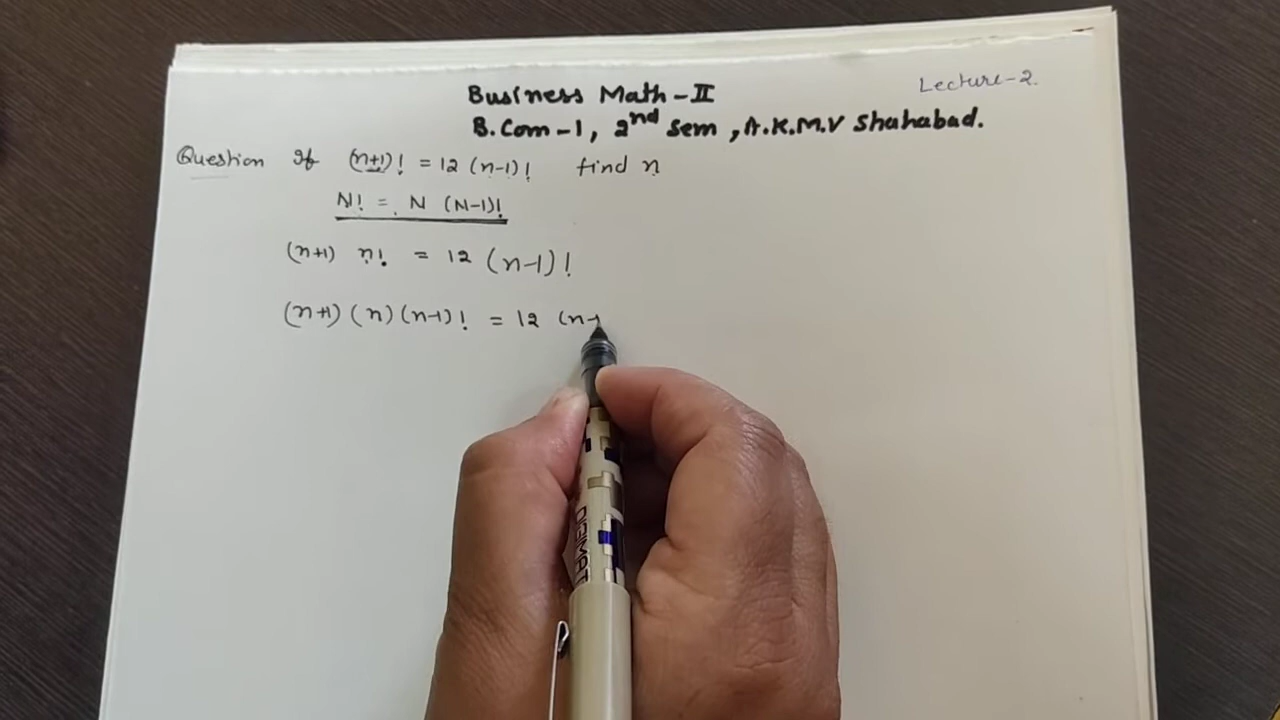 Lecture-2.
Business Math-II
B.Com-1, 2nd Sem, A.K.M.V Shahabad.
Question If (n+1)! = 12 (n-1)! find n
N! = N (N-1)!
(n+1) n! = 12 (n-1)!
(n+1) (n) (n-1)! = 12 (n-
DIGIMAT